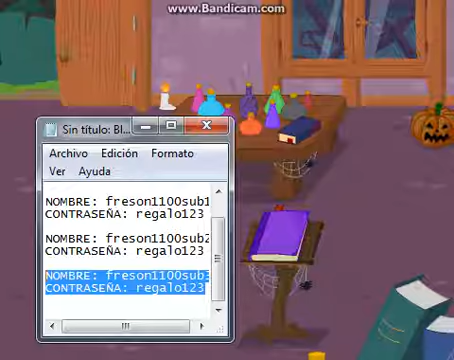 www.Bandicam.com
Sin título: Bl...
Archivo Edición Formato
Ver Ayuda
NOMBRE: freson1100sub1
CONTRASEÑA: regalo123
NOMBRE: freson1100sub2
CONTRASEÑA: regalo123
NOMBRE: freson1100sub3
CONTRASEÑA: regalo123